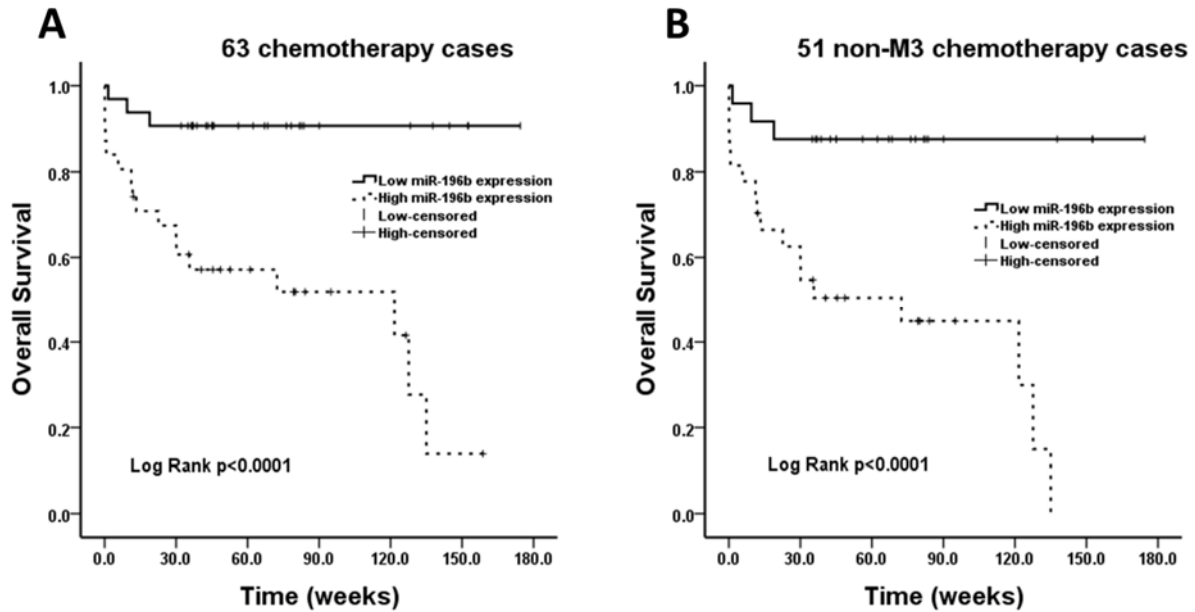 A
63 chemotherapy cases
1.0
0.8
0.6
0.4
0.2
0.0
Overall Survival
Low miR-196b expression
High miR-196b expression
Low-censored
High-censored
Log Rank p<0.0001
0.0 30.0 60.0 90.0 120.0 150.0 180.0
Time (weeks)
B
51 non-M3 chemotherapy cases
1.0
0.8
0.6
0.4
0.2
0.0
Overall Survival
Low miR-196b expression
High miR-196b expression
Low-censored
High-censored
Log Rank p<0.0001
0.0 30.0 60.0 90.0 120.0 150.0 180.0
Time (weeks)